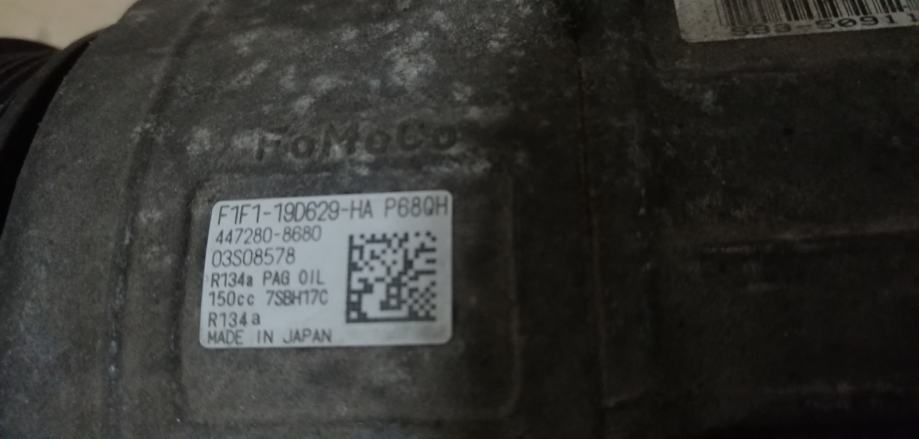 FoMoCo
F1F1-19D629-HA P68QH
447280-8680
03S08578
R134a PAG OIL
150cc 7SBH17C
R134a
MADE IN JAPAN